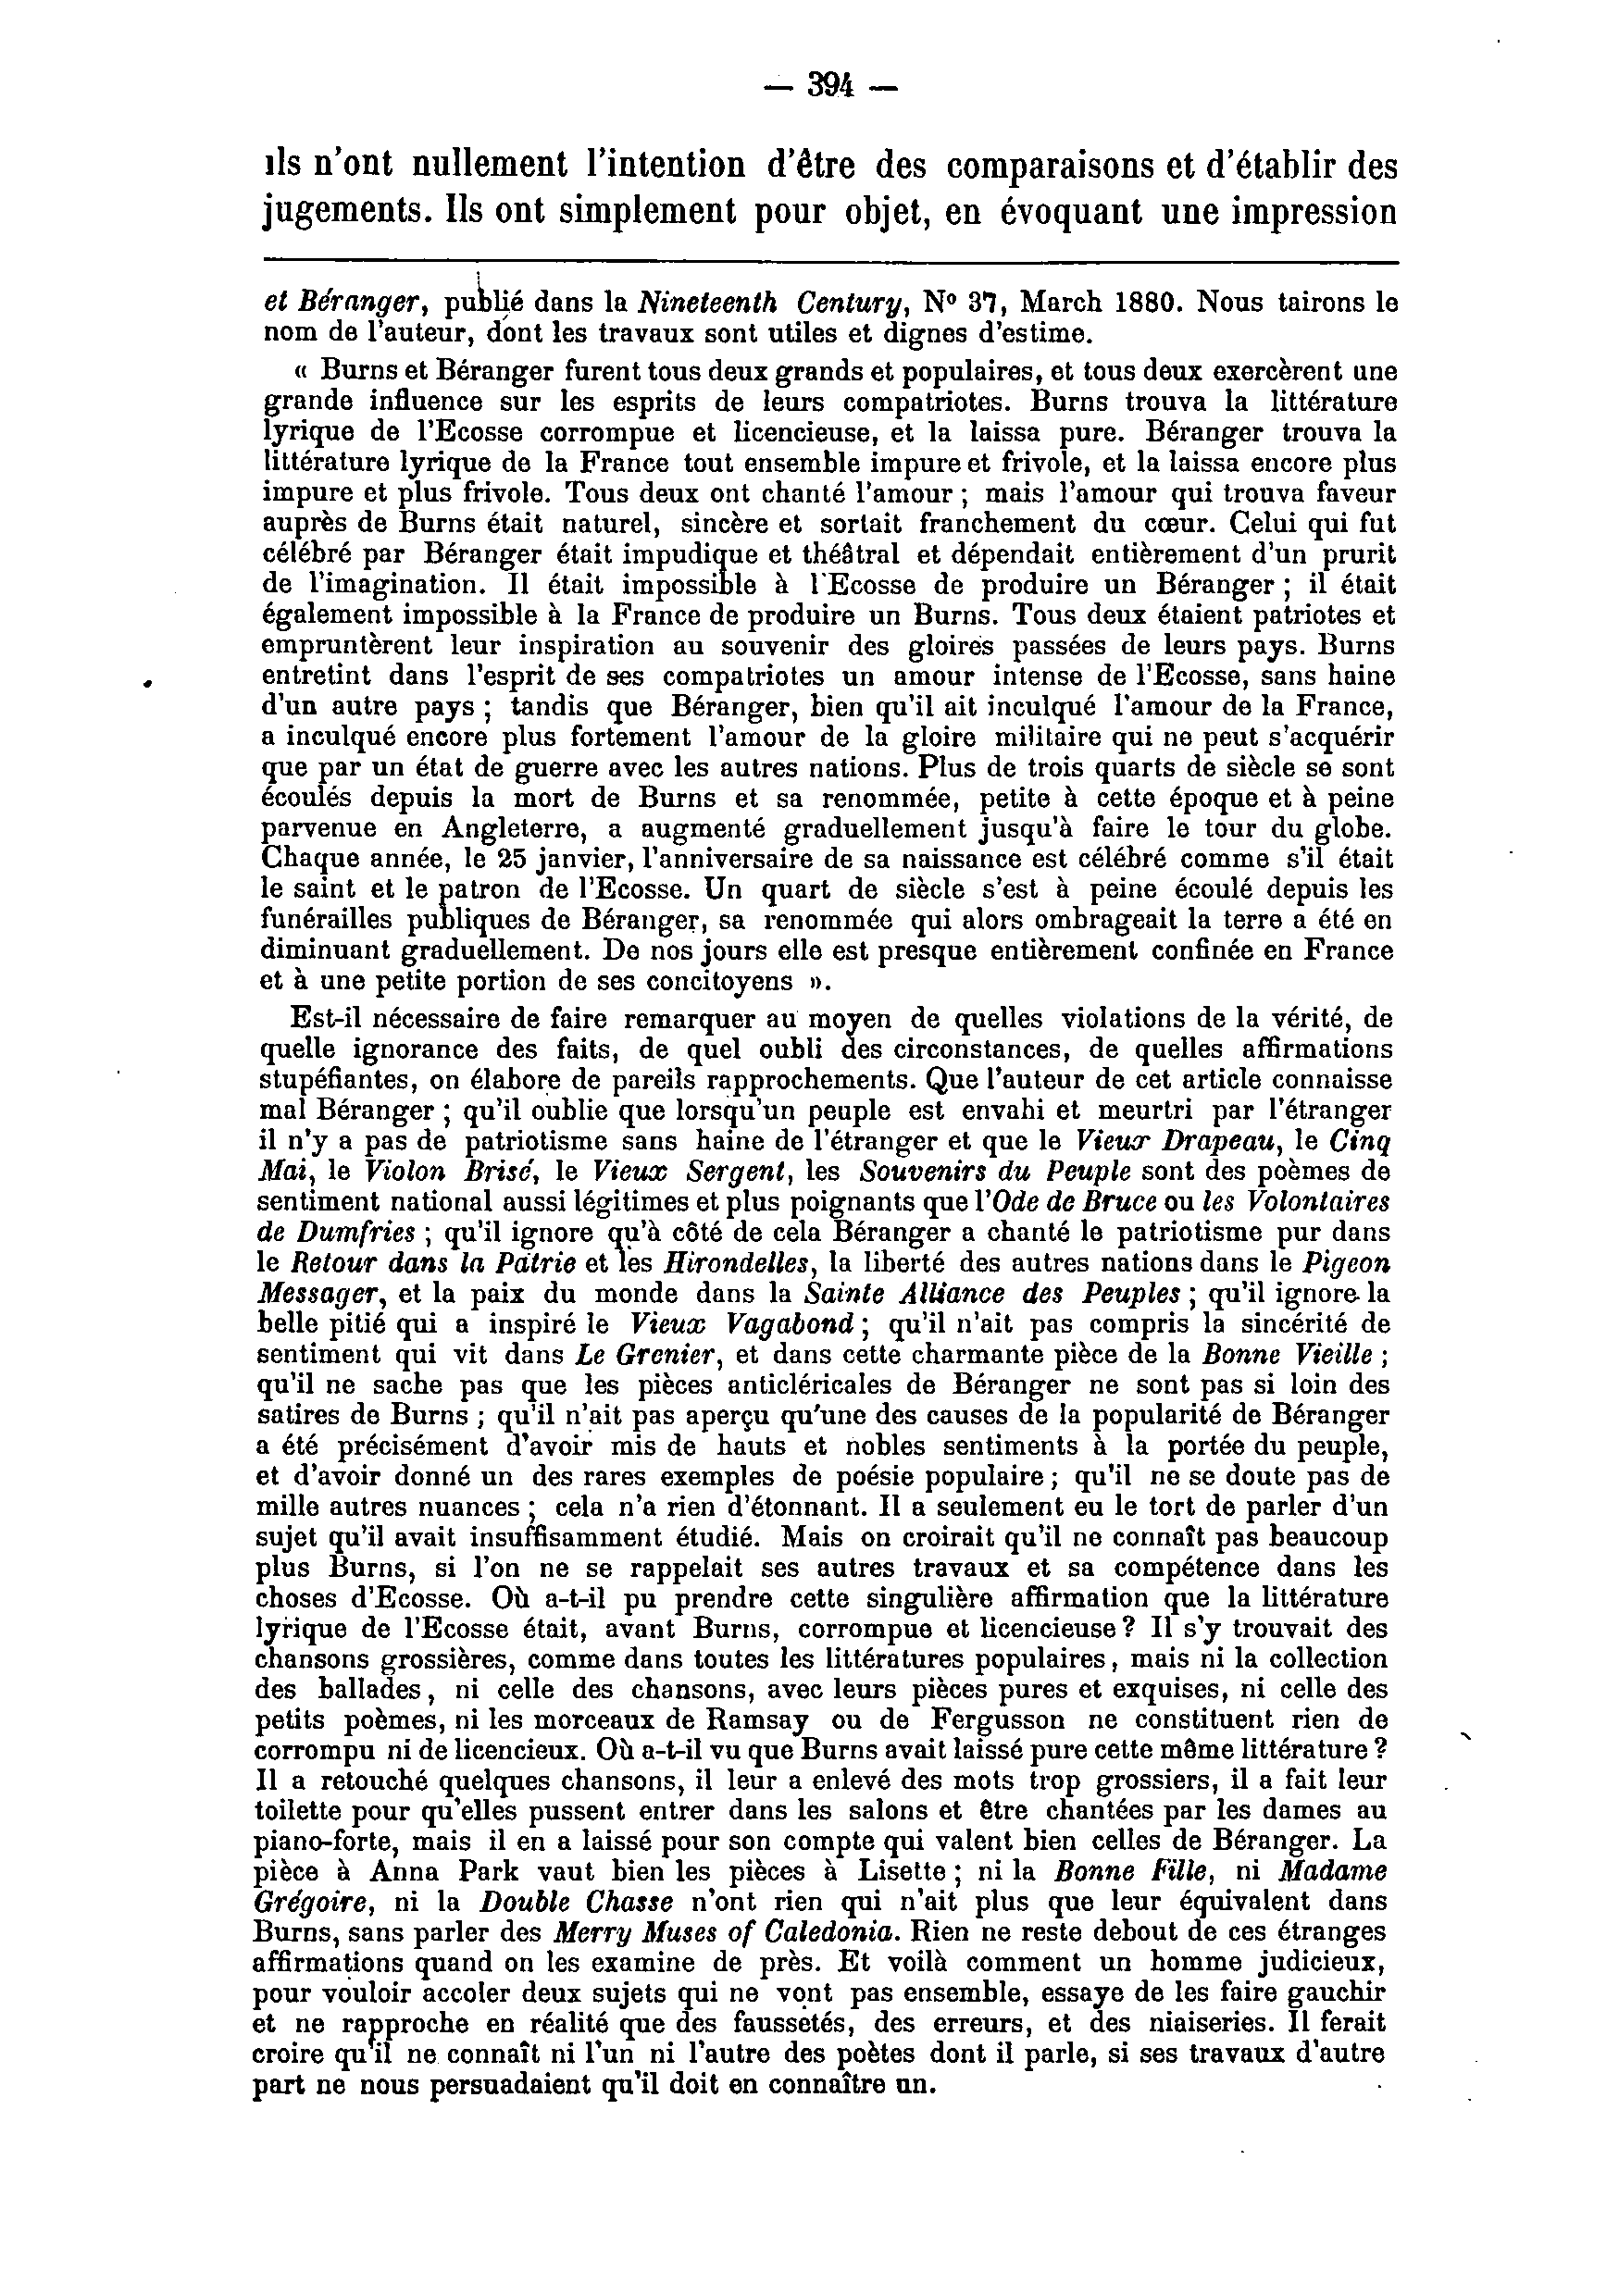 — 394 —
ils n'ont nullement l'intention d'être des comparaisons et d'établir des
jugements. Ils ont simplement pour objet, en évoquant une impression
et Béranger, publié dans la Nineteenth Century, Nº 37, March 1880. Nous tairons le
nom de l'auteur, dont les travaux sont utiles et dignes d'estime.
« Burns et Béranger furent tous deux grands et populaires, et tous deux exercèrent une
grande influence sur les esprits de leurs compatriotes. Burns trouva la littérature
lyrique de l'Ecosse corrompue et licencieuse, et la laissa pure. Béranger trouva la
littérature lyrique de la France tout ensemble impure et frivole, et la laissa encore plus
impure et plus frivole. Tous deux ont chanté l'amour ; mais l'amour qui trouva faveur
auprès de Burns était naturel, sincère et sortait franchement du cœur. Celui qui fut
célébré par Béranger était impudique et théâtral et dépendait entièrement d'un prurit
de l'imagination. Il était impossible à l'Ecosse de produire un Béranger ; il était
également impossible à la France de produire un Burns. Tous deux étaient patriotes et
empruntèrent leur inspiration au souvenir des gloires passées de leurs pays. Burns
entretint dans l'esprit de ses compatriotes un amour intense de l'Ecosse, sans haine
d'un autre pays ; tandis que Béranger, bien qu'il ait inculqué l'amour de la France,
a inculqué encore plus fortement l'amour de la gloire militaire qui ne peut s'acquérir
que par un état de guerre avec les autres nations. Plus de trois quarts de siècle se sont
écoulés depuis la mort de Burns et sa renommée, petite à cette époque et à peine
parvenue en Angleterre, a augmenté graduellement jusqu'à faire le tour du globe.
Chaque année, le 25 janvier, l'anniversaire de sa naissance est célébré comme s'il était
le saint et le patron de l'Ecosse. Un quart de siècle s'est à peine écoulé depuis les
funérailles publiques de Béranger, sa renommée qui alors ombrageait la terre a été en
diminuant graduellement. De nos jours elle est presque entièrement confinée en France
et à une petite portion de ses concitoyens ».
Est-il nécessaire de faire remarquer au moyen de quelles violations de la vérité, de
quelle ignorance des faits, de quel oubli des circonstances, de quelles affirmations
stupéfiantes, on élabore de pareils rapprochements. Que l'auteur de cet article connaisse
mal Béranger ; qu'il oublie que lorsqu'un peuple est envahi et meurtri par l'étranger
il n'y a pas de patriotisme sans haine de l'étranger et que le Vieux Drapeau, le Cinq
Mai, le Violon Brisé, le Vieux Sergent, les Souvenirs du Peuple sont des poèmes de
sentiment national aussi légitimes et plus poignants que l'Ode de Bruce ou les Volontaires
de Dumfries ; qu'il ignore qu'à côté de cela Béranger a chanté le patriotisme pur dans
le Retour dans la Patrie et les Hirondelles, la liberté des autres nations dans le Pigeon
Messager, et la paix du monde dans la Sainte Alliance des Peuples ; qu'il ignore la
belle pitié qui a inspiré le Vieux Vagabond ; qu'il n'ait pas compris la sincérité de
sentiment qui vit dans Le Grenier, et dans cette charmante pièce de la Bonne Vieille ;
qu'il ne sache pas que les pièces anticléricales de Béranger ne sont pas si loin des
satires de Burns ; qu'il n'ait pas aperçu qu'une des causes de la popularité de Béranger
a été précisément d'avoir mis de hauts et nobles sentiments à la portée du peuple,
et d'avoir donné un des rares exemples de poésie populaire ; qu'il ne se doute pas de
mille autres nuances ; cela n'a rien d'étonnant. Il a seulement eu le tort de parler d'un
sujet qu'il avait insuffisamment étudié. Mais on croirait qu'il ne connaît pas beaucoup
plus Burns, si l'on ne se rappelait ses autres travaux et sa compétence dans les
choses d'Ecosse. Où a-t-il pu prendre cette singulière affirmation que la littérature
lyrique de l'Ecosse était, avant Burns, corrompue et licencieuse ? Il s'y trouvait des
chansons grossières, comme dans toutes les littératures populaires, mais ni la collection
des ballades, ni celle des chansons, avec leurs pièces pures et exquises, ni celle des
petits poèmes, ni les morceaux de Ramsay ou de Fergusson ne constituent rien de
corrompu ni de licencieux. Où a-t-il vu que Burns avait laissé pure cette même littérature ?
Il a retouché quelques chansons, il leur a enlevé des mots trop grossiers, il a fait leur
toilette pour qu'elles pussent entrer dans les salons et être chantées par les dames au
piano-forte, mais il en a laissé pour son compte qui valent bien celles de Béranger. La
pièce à Anna Park vaut bien les pièces à Lisette ; ni la Bonne Fille, ni Madame
Grégoire, ni la Double Chasse n'ont rien qui n'ait plus que leur équivalent dans
Burns, sans parler des Merry Muses of Caledonia. Rien ne reste debout de ces étranges
affirmations quand on les examine de près. Et voilà comment un homme judicieux,
pour vouloir accoler deux sujets qui ne vont pas ensemble, essaye de les faire gauchir
et ne rapproche en réalité que des faussetés, des erreurs, et des niaiseries. Il ferait
croire qu'il ne connaît ni l'un ni l'autre des poètes dont il parle, si ses travaux d'autre
part ne nous persuadaient qu'il doit en connaître un.